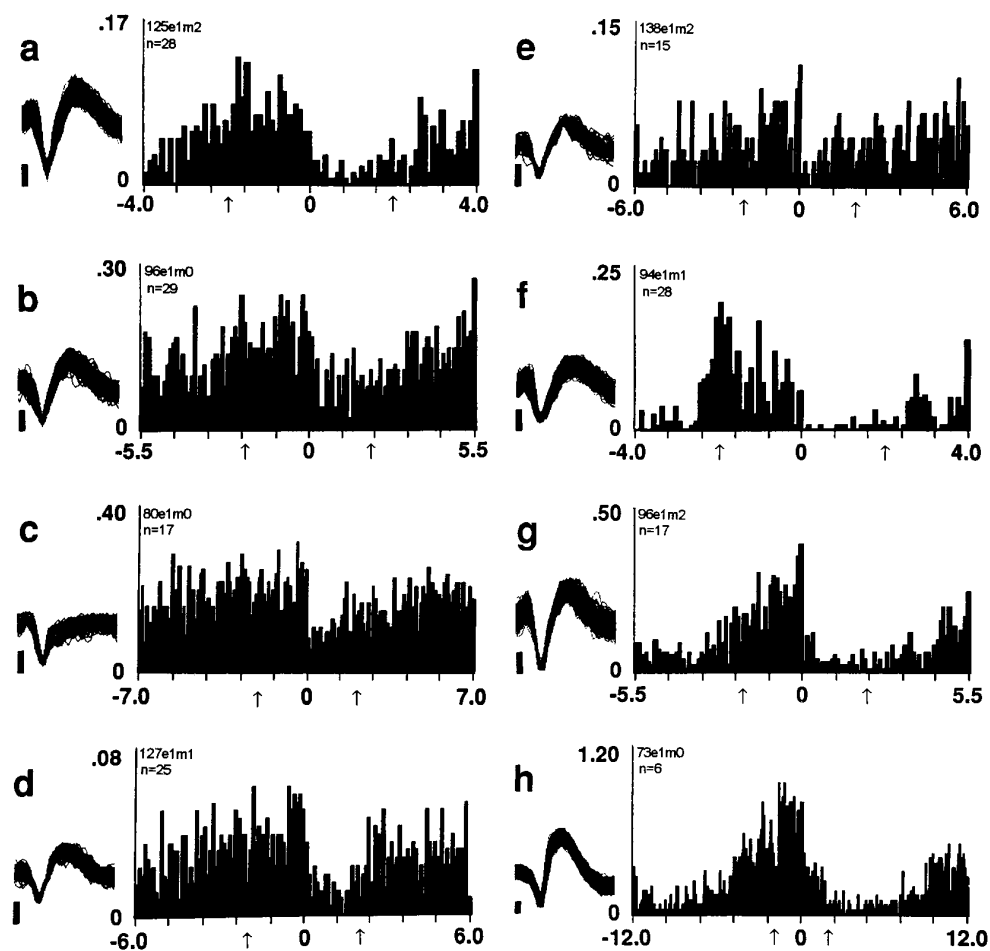 a
.17
125e1m2
n=28
0
-4.0
↑
0
↑
4.0
e
.15
138e1m2
n=15
0
-6.0
↑
0
↑
6.0
b
.30
96e1m0
n=29
0
-5.5
↑
0
↑
5.5
f
.25
94e1m1
n=28
0
-4.0
↑
0
↑
4.0
c
.40
80e1m0
n=17
0
-7.0
↑
0
↑
7.0
g
.50
96e1m2
n=17
0
-5.5
↑
0
↑
5.5
d
.08
127e1m1
n=25
0
-6.0
↑
0
↑
6.0
h
1.20
73e1m0
n=6
0
-12.0
↑
0
↑
12.0